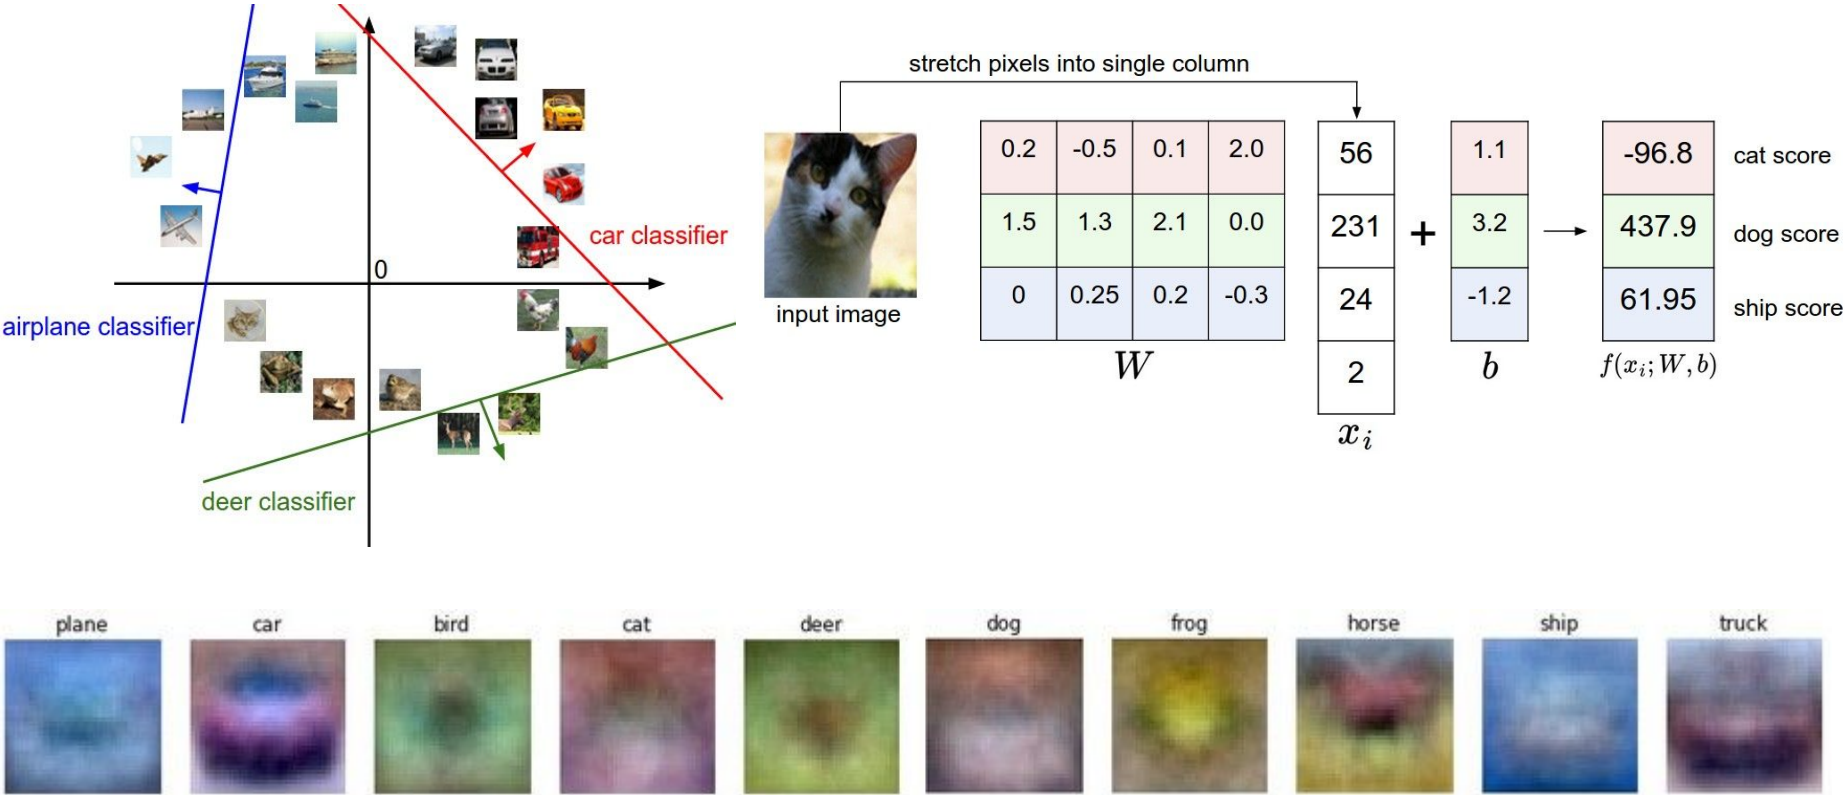 0
car classifier
airplane classifier
deer classifier
stretch pixels into single column
input image
0.2 -0.5 0.1 2.0
1.5 1.3 2.1 0.0
0 0.25 0.2 -0.3
W
56
231
24
2
x_i
+
1.1
3.2
-1.2
b
-96.8 cat score
437.9 dog score
61.95 ship score
f(x_i; W, b)
plane car bird cat deer dog frog horse ship truck